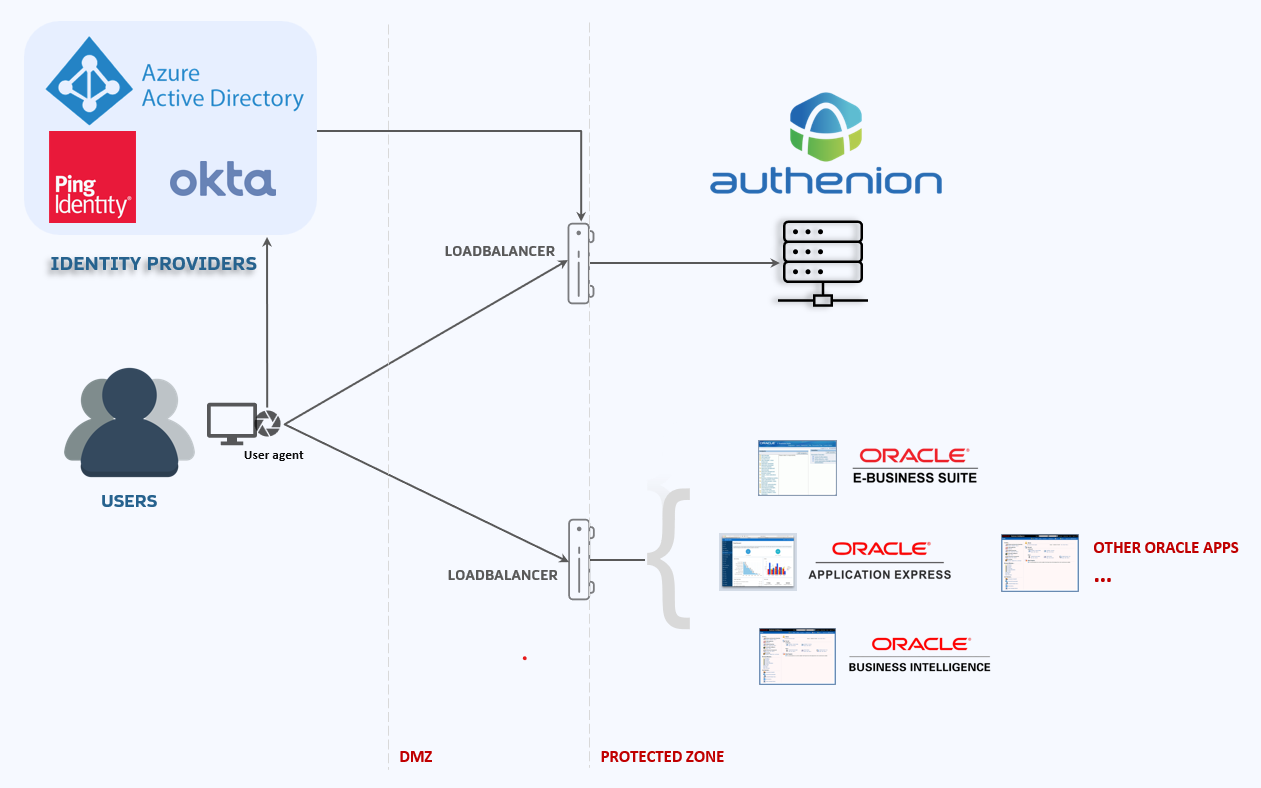 Azure
Active Directory
Ping
Identity®
okta
IDENTITY PROVIDERS
authenion
LOADBALANCER
User agent
USERS
LOADBALANCER
ORACLE®
E-BUSINESS SUITE
ORACLE®
APPLICATION EXPRESS
OTHER ORACLE APPS
...
ORACLE®
BUSINESS INTELLIGENCE
DMZ
PROTECTED ZONE